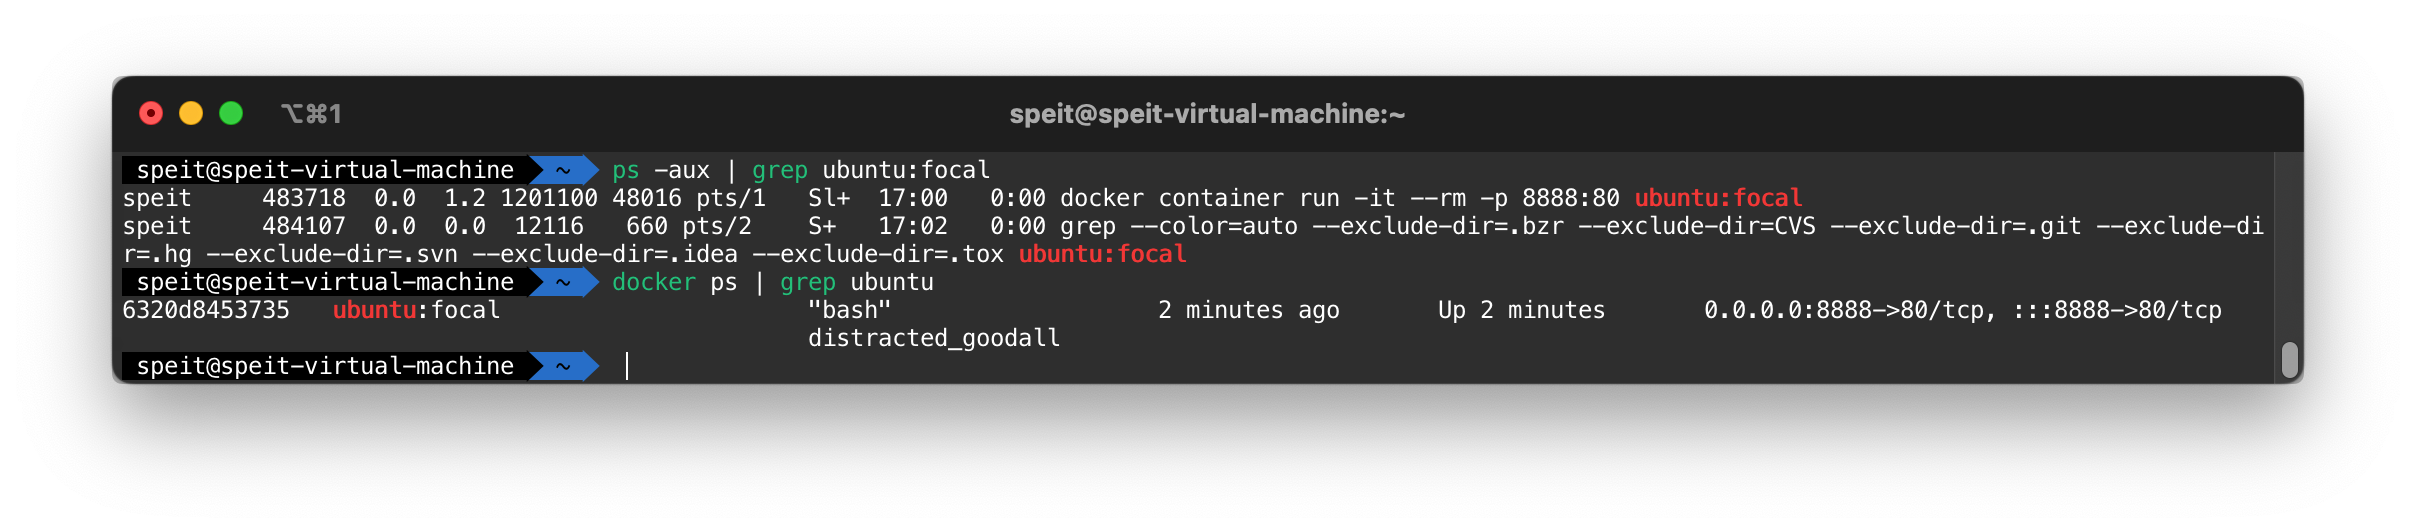 ⌥⌘1
speit@speit-virtual-machine:~
speit@speit-virtual-machine ~ ps -aux | grep ubuntu:focal
speit 483718 0.0 1.2 1201100 48016 pts/1 Sl+ 17:00 0:00 docker container run -it --rm -p 8888:80 ubuntu:focal
speit 484107 0.0 0.0 12116 660 pts/2 S+ 17:02 0:00 grep --color=auto --exclude-dir=.bzr --exclude-dir=CVS --exclude-dir=.git --exclude-di
r=.hg --exclude-dir=.svn --exclude-dir=.idea --exclude-dir=.tox ubuntu:focal
speit@speit-virtual-machine ~ docker ps | grep ubuntu
6320d8453735 ubuntu:focal "bash" 2 minutes ago Up 2 minutes 0.0.0.0:8888->80/tcp, :::8888->80/tcp
distracted_goodall
speit@speit-virtual-machine ~